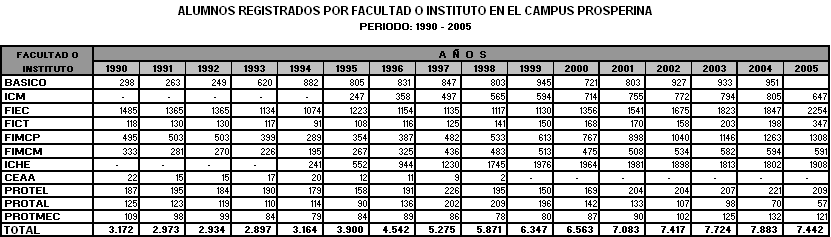 ALUMNOS REGISTRADOS POR FACULTAD O INSTITUTO EN EL CAMPUS PROSPERINA
PERIODO: 1990 - 2005
FACULTAD O INSTITUTO A Ñ O S
1990 1991 1992 1993 1994 1995 1996 1997 1998 1999 2000 2001 2002 2003 2004 2005
BASICO 298 263 249 620 882 805 831 847 803 945 721 803 927 933 951
ICM - - - - - 247 358 497 565 594 714 755 772 794 805 647
FIEC 1485 1365 1365 1134 1074 1223 1154 1135 1117 1130 1356 1541 1675 1823 1847 2254
FICT 118 130 130 117 91 108 116 125 141 150 168 170 158 203 198 347
FIMCP 495 503 503 399 289 354 387 482 533 613 767 898 1040 1146 1263 1308
FIMCM 333 281 270 226 195 267 325 436 483 513 475 508 534 582 594 591
ICHE - - - - 241 552 944 1230 1745 1976 1964 1981 1898 1813 1802 1908
CEAA 22 15 15 17 20 12 11 9 2 - - - - - - -
PROTEL 187 195 184 190 179 158 191 226 195 150 169 204 204 207 221 209
PROTAL 125 123 119 110 114 90 136 202 209 196 142 133 107 98 70 57
PROTMEC 109 98 99 84 79 84 89 86 78 80 87 90 102 125 132 121
TOTAL 3.172 2.973 2.934 2.897 3.164 3.900 4.542 5.275 5.871 6.347 6.563 7.083 7.417 7.724 7.883 7.442